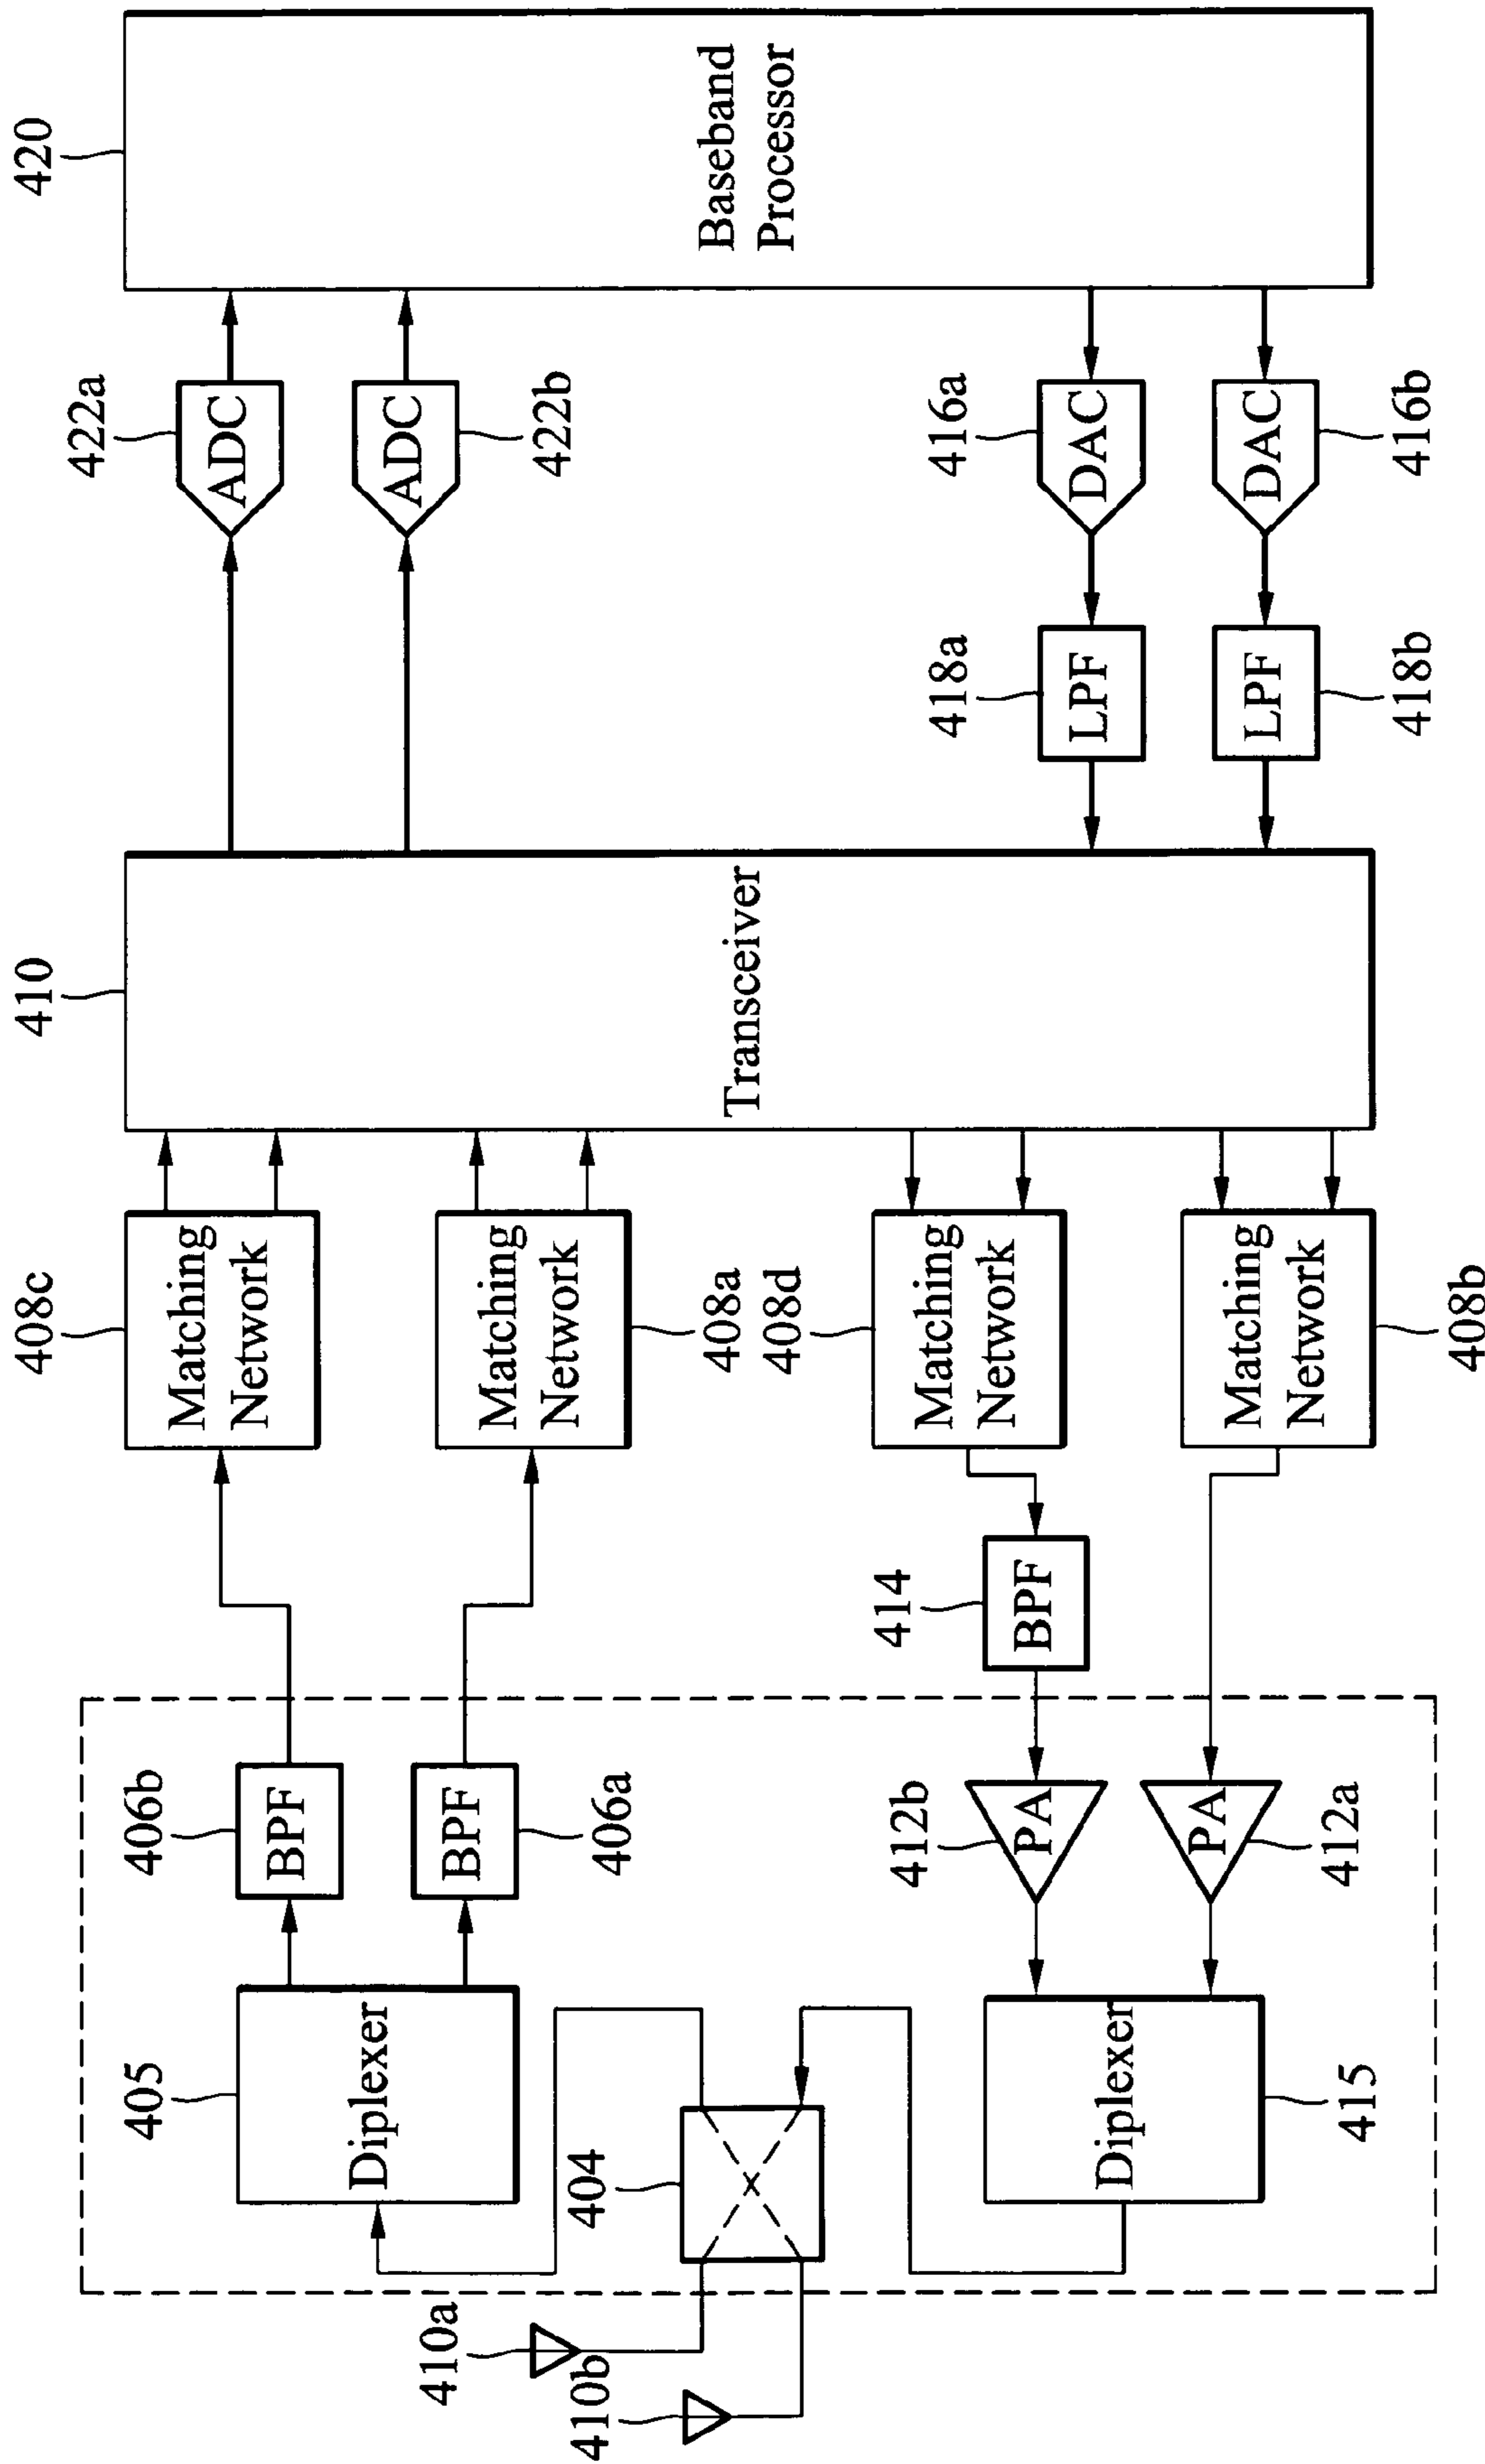 420
Baseband
Processor
422a
ADC
ADC
422b
416a
DAC
DAC
416b
418a
LPF
LPF
418b
410
Transceiver
408c
Matching
Network
Matching
Network
408a
408d
Matching
Network
Matching
Network
408b
414
BPF
406b
BPF
BPF
406a
412b
PA
PA
412a
405
Diplexer
404
Diplexer
415
410a
410b